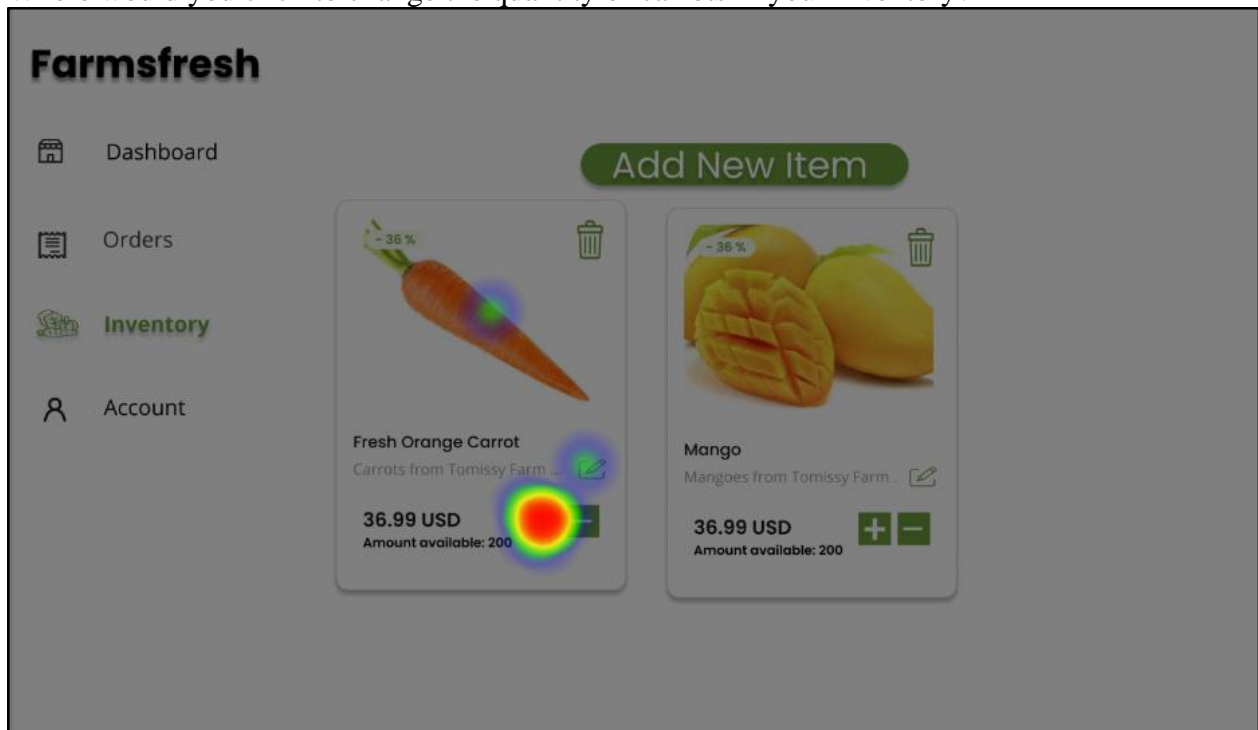 Farmsfresh
Dashboard
Add New Item
Orders
- 36 %
- 36 %
Inventory
Account
Fresh Orange Carrot
Carrots from Tomissy Farm ...
Mango
Mangoes from Tomissy Farm .
36.99 USD
Amount available: 200
36.99 USD
Amount available: 200